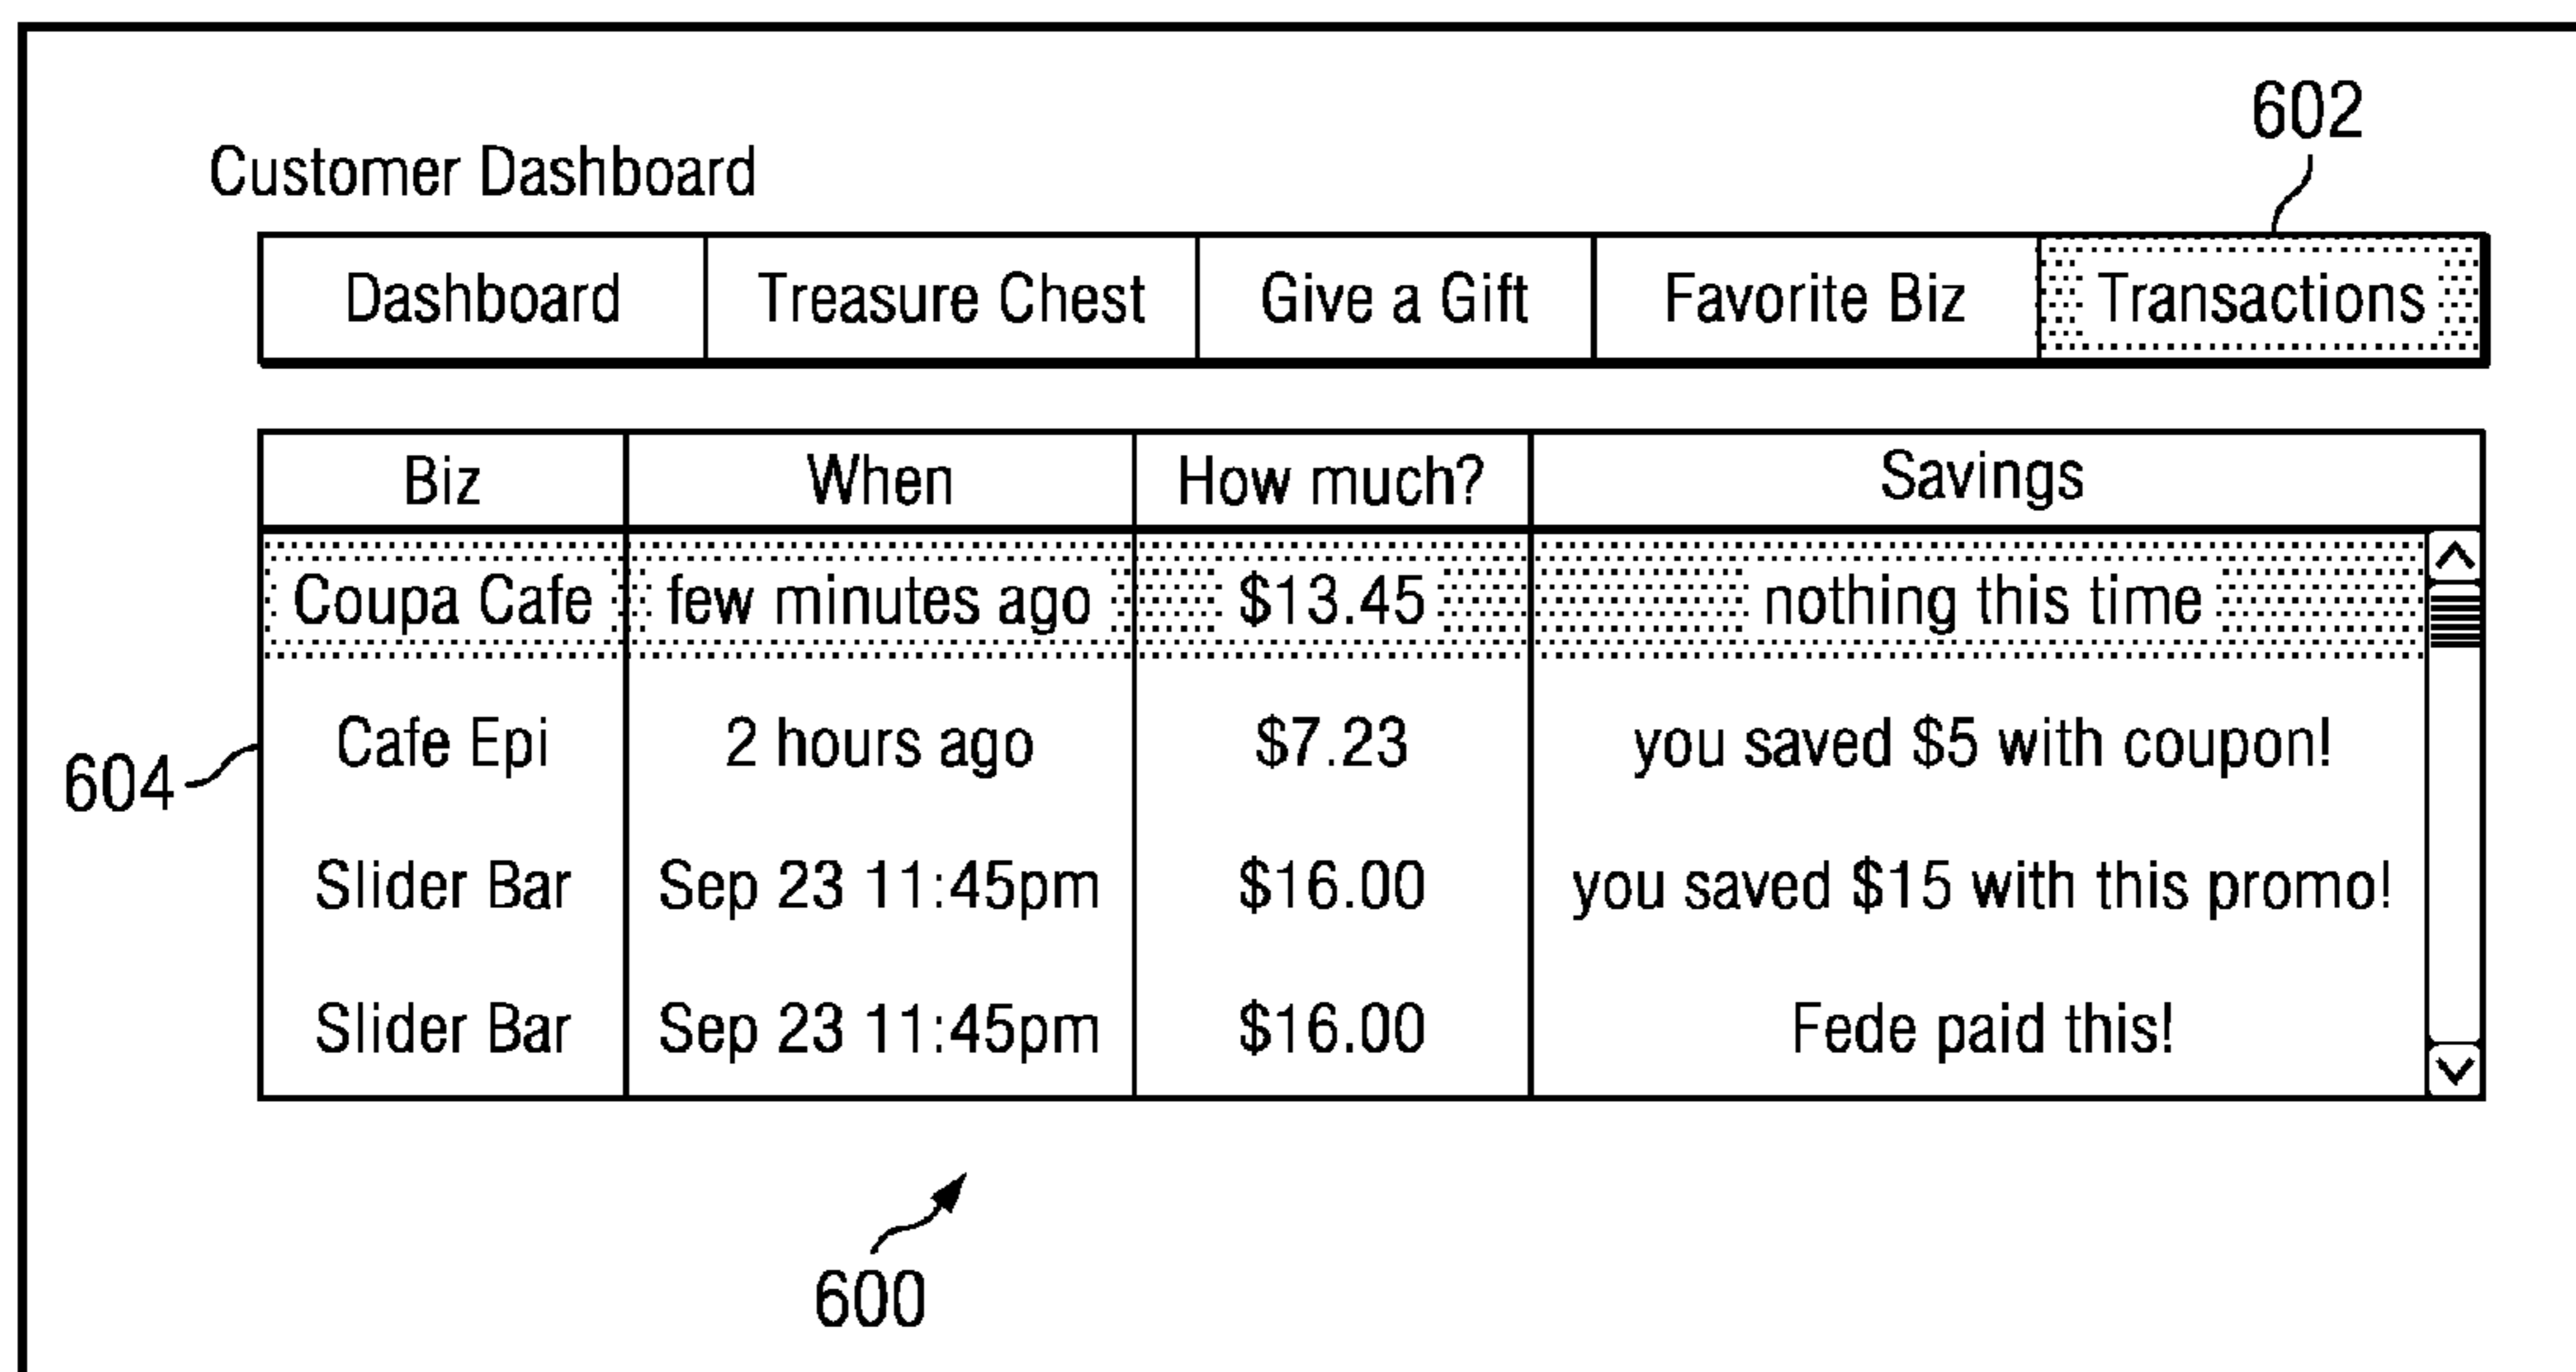 602
Customer Dashboard
Dashboard Treasure Chest Give a Gift Favorite Biz Transactions
Biz When How much? Savings
Coupa Cafe few minutes ago $13.45 nothing this time
604 Cafe Epi 2 hours ago $7.23 you saved $5 with coupon!
Slider Bar Sep 23 11:45pm $16.00 you saved $15 with this promo!
Slider Bar Sep 23 11:45pm $16.00 Fede paid this!
600